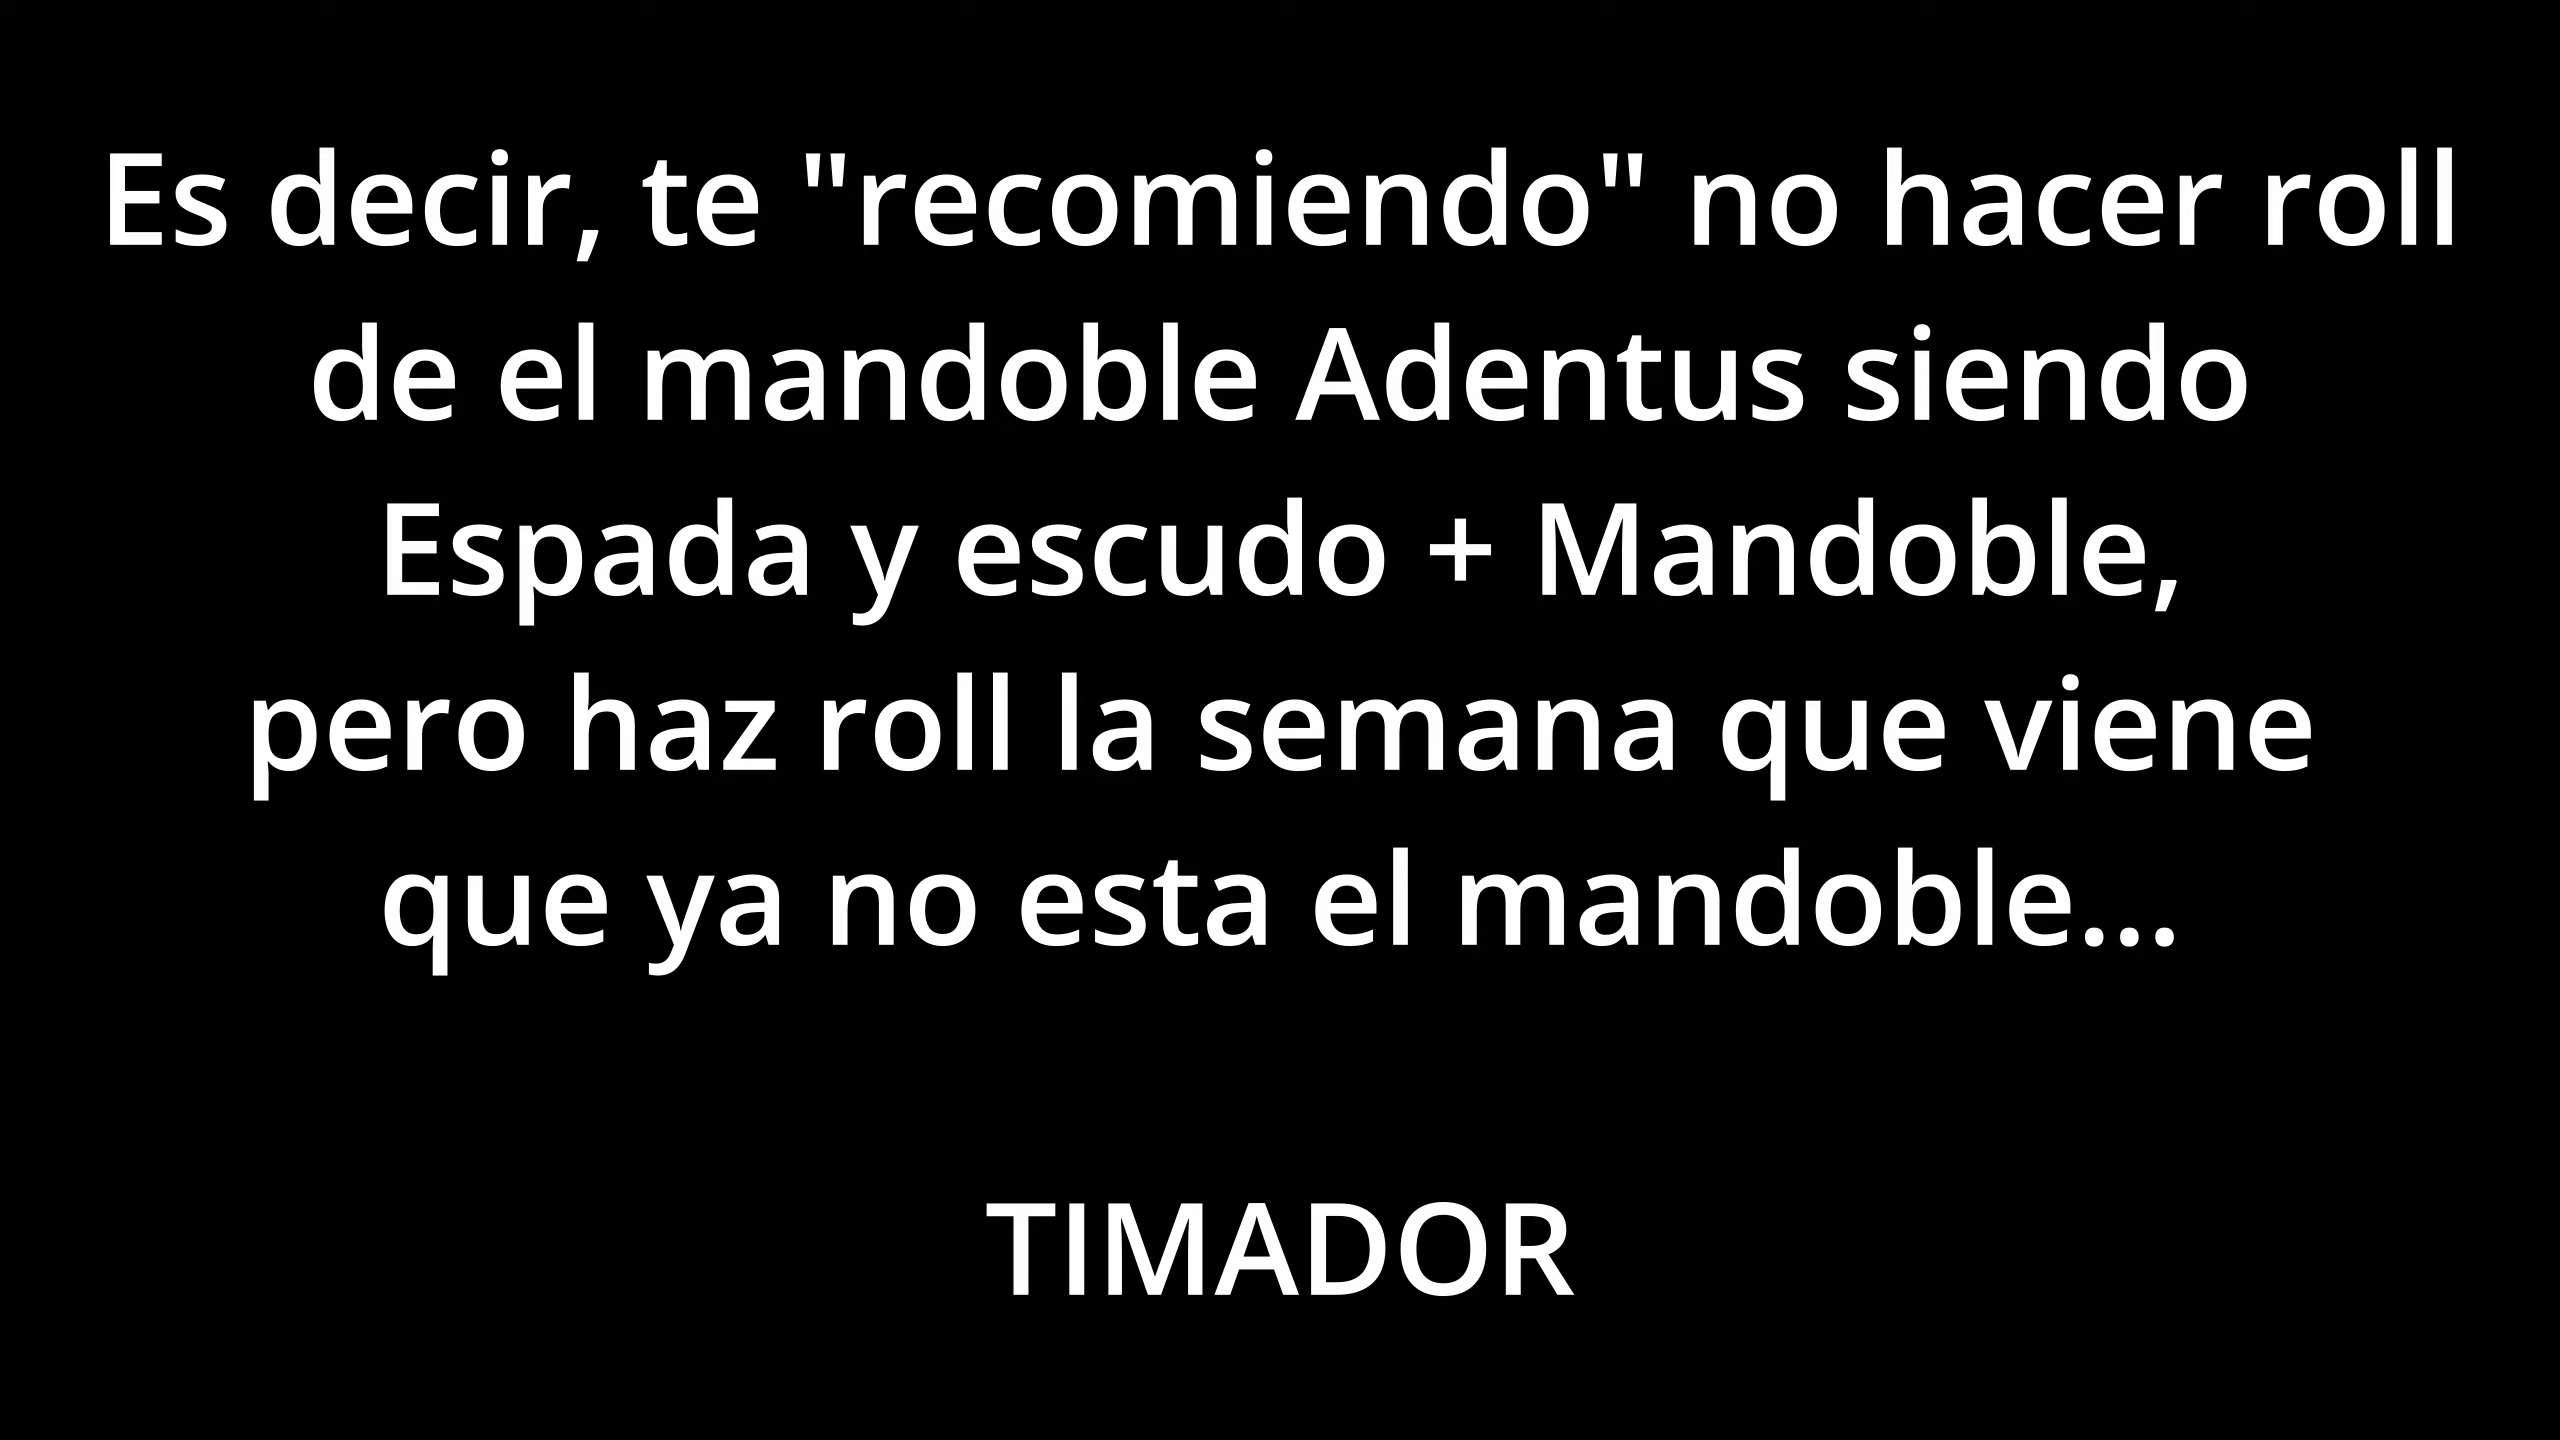 Es decir, te "recomiendo" no hacer roll
de el mandoble Adentus siendo
Espada y escudo + Mandoble,
pero haz roll la semana que viene
que ya no esta el mandoble...
TIMADOR